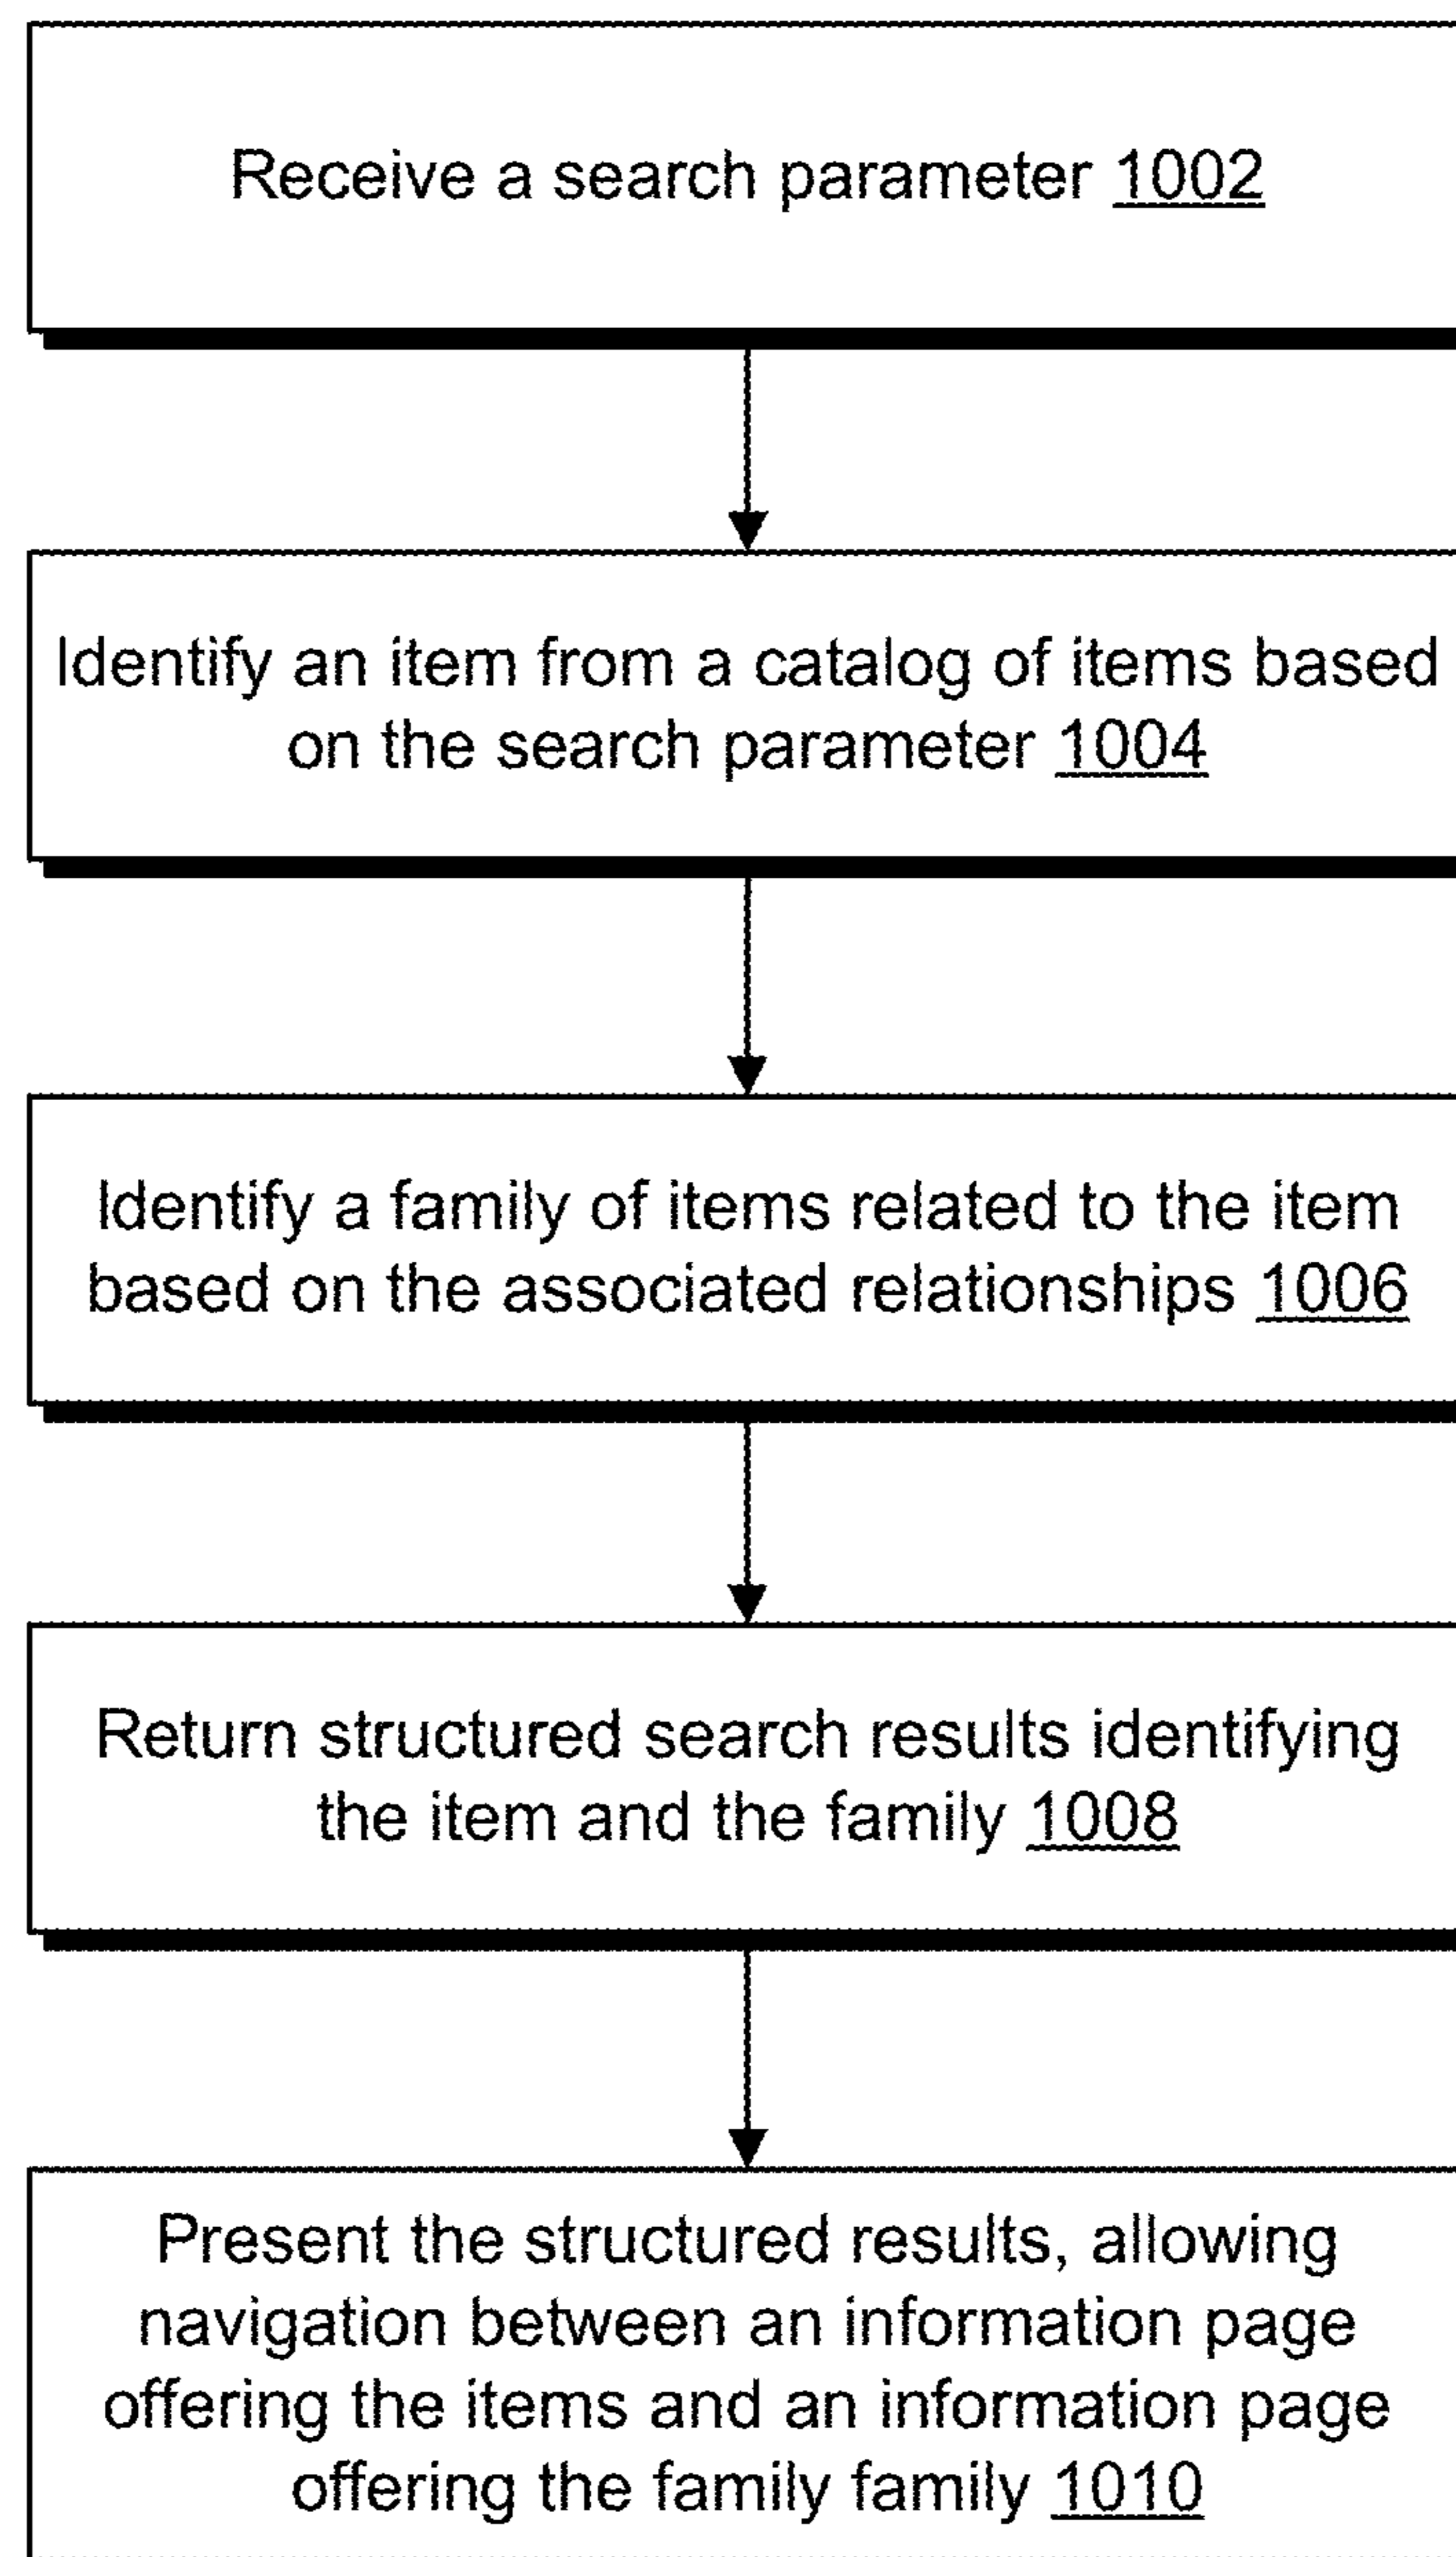 Receive a search parameter 1002
Identify an item from a catalog of items based
on the search parameter 1004
Identify a family of items related to the item
based on the associated relationships 1006
Return structured search results identifying
the item and the family 1008
Present the structured results, allowing
navigation between an information page
offering the items and an information page
offering the family family 1010